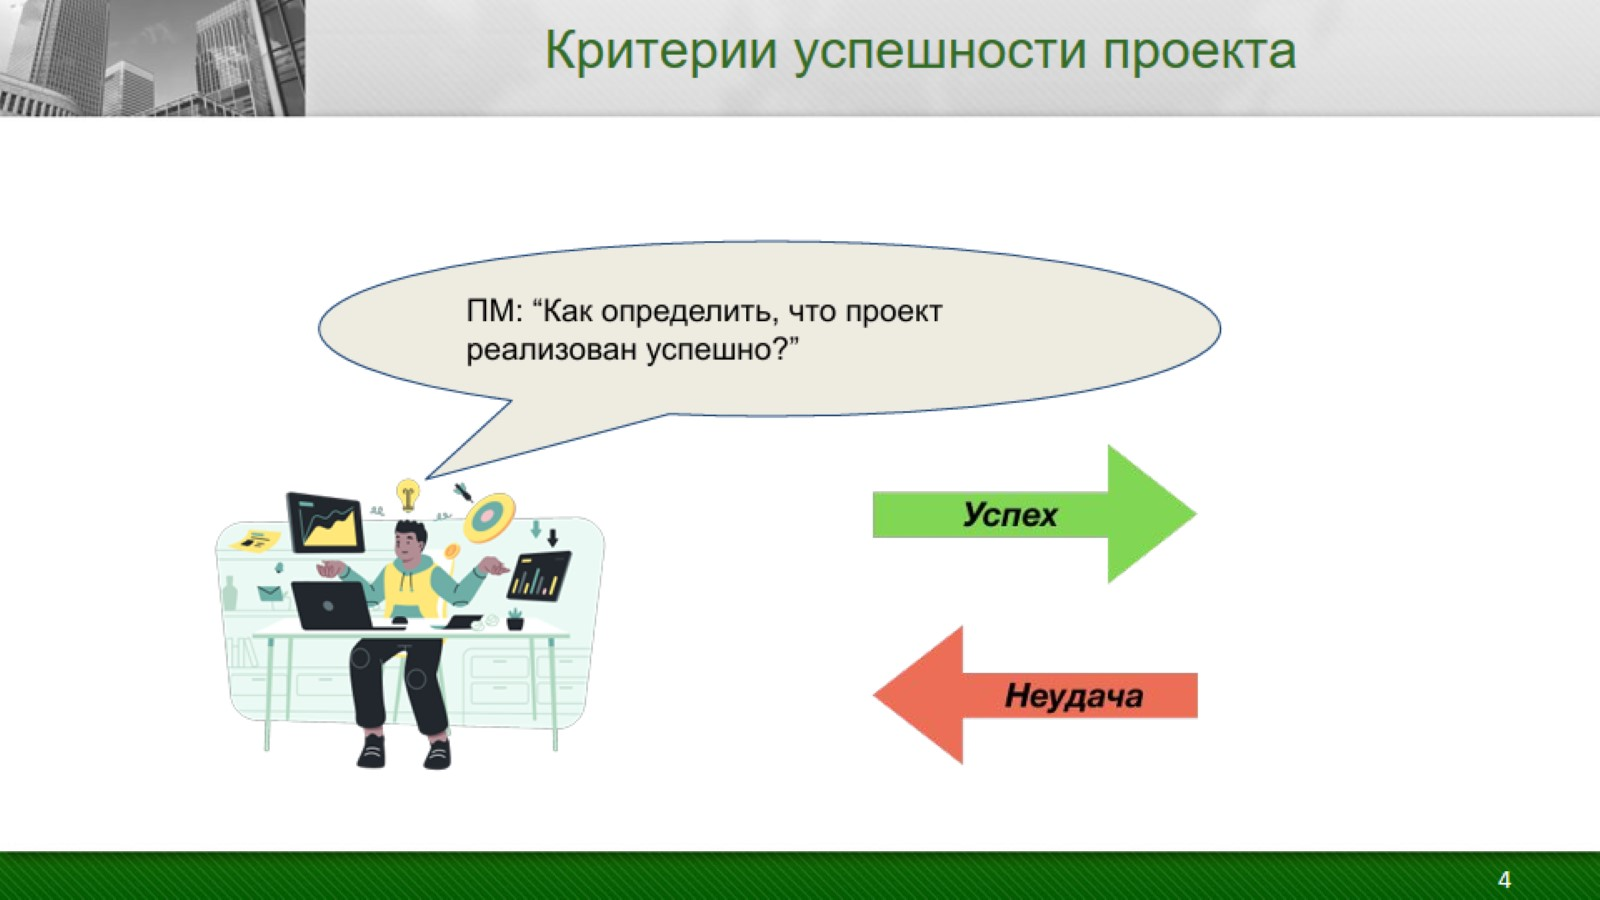 Критерии успешности проекта
ПМ: “Как определить, что проект
реализован успешно?”
Успех
Неудача
4